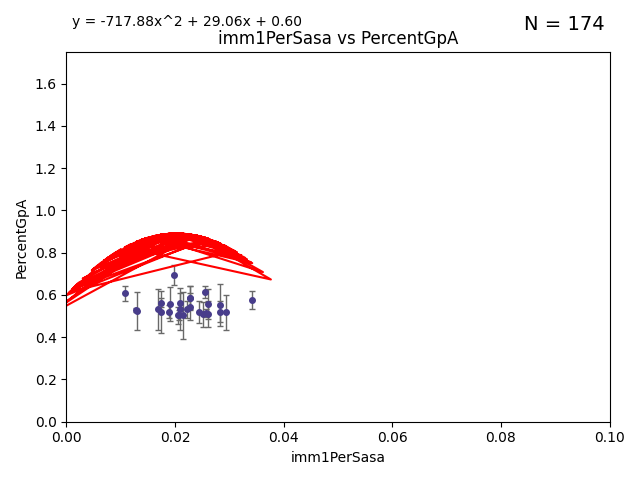 y = -717.88x^2 + 29.06x + 0.60
N = 174
imm1PerSasa vs PercentGpA
1.6
1.4
1.2
1.0
0.8
0.6
0.4
0.2
0.0
PercentGpA
0.00 0.02 0.04 0.06 0.08 0.10
imm1PerSasa